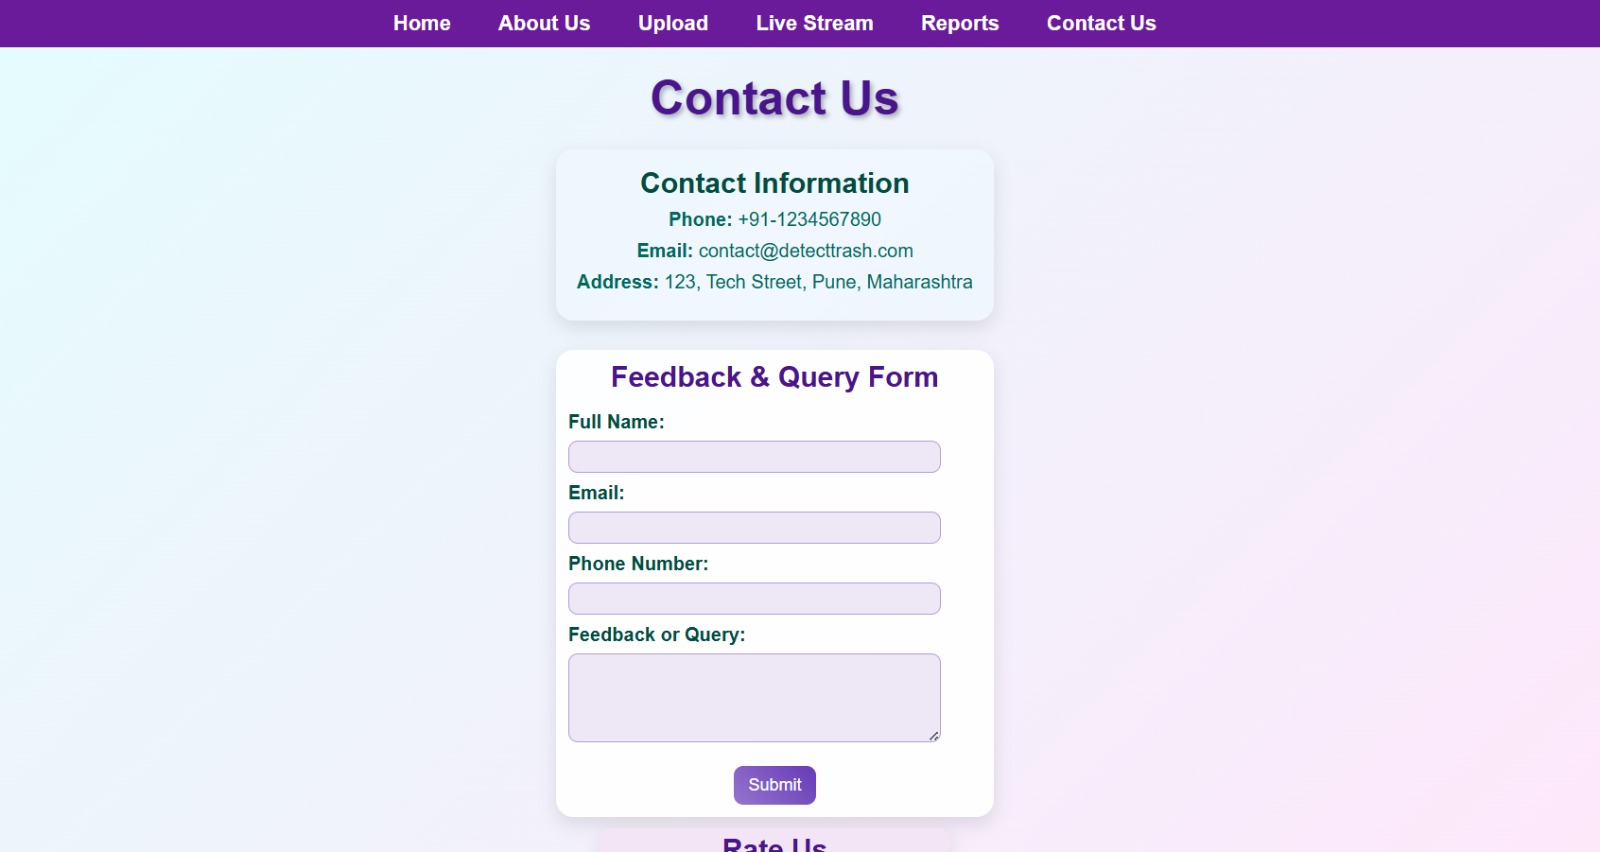 Home About Us Upload Live Stream Reports Contact Us
Contact Us
Contact Information
Phone: +91-1234567890
Email: contact@detecttrash.com
Address: 123, Tech Street, Pune, Maharashtra
Feedback & Query Form
Full Name:
Email:
Phone Number:
Feedback or Query:
Submit
Rate Us